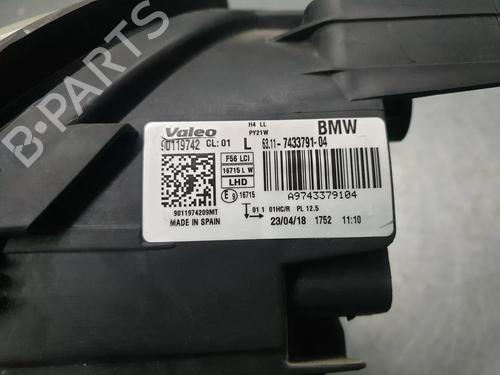 B-PARTS
Valeo
H4 LL
PY21W
BMW
90119742 CL: 01 L 63.11-7433791-04
F56 LCI
16715 L W
LHD
A9743379104
E9 16715
01 1 01HC/R PL 12.5
9011974209MT
MADE IN SPAIN
23/04/18 1752 11:10